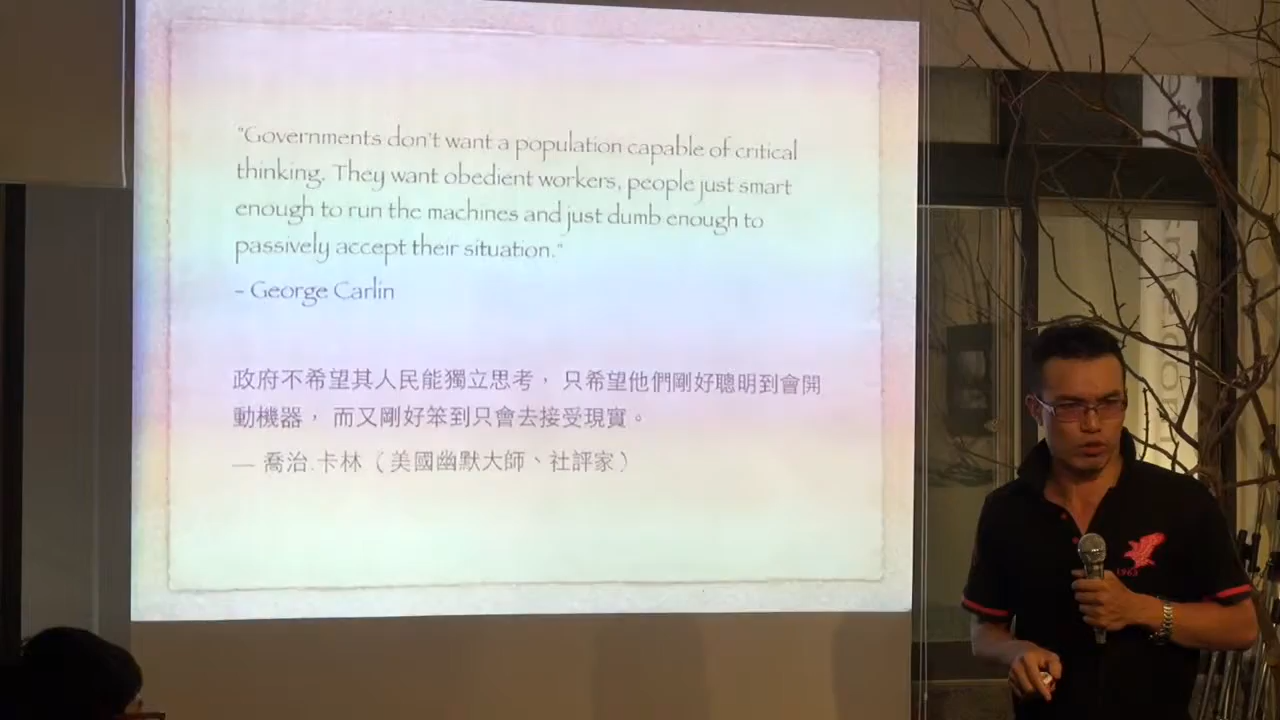 "Governments don't want a population capable of critical
thinking. They want obedient workers, people just smart
enough to run the machines and just dumb enough to
passively accept their situation."
- George Carlin
政府不希望其人民能獨立思考， 只希望他們剛好聰明到會開
動機器， 而又剛好笨到只會去接受現實。
— 喬治.卡林（美國幽默大師、社評家）
1963